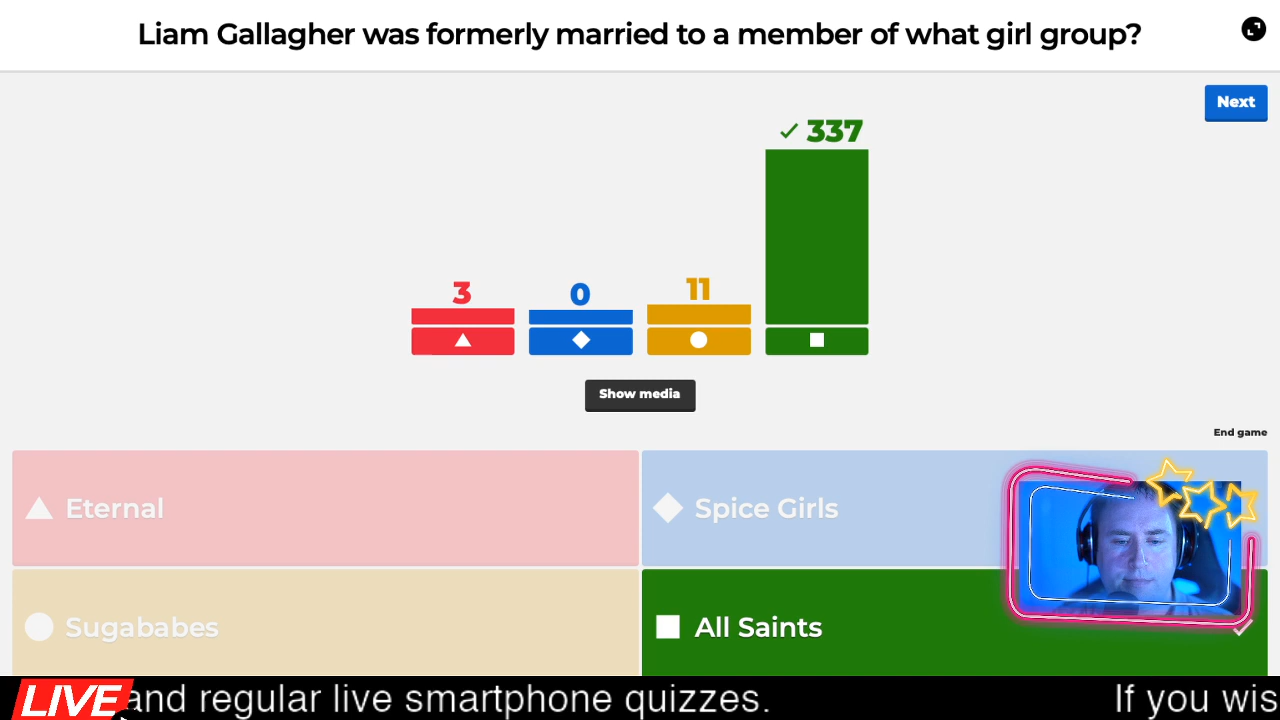 Liam Gallagher was formerly married to a member of what girl group?
Next
337
3
0
11
Show media
End game
Eternal
Spice Girls
Sugababes
All Saints
LIVE and regular live smartphone quizzes. If you wis